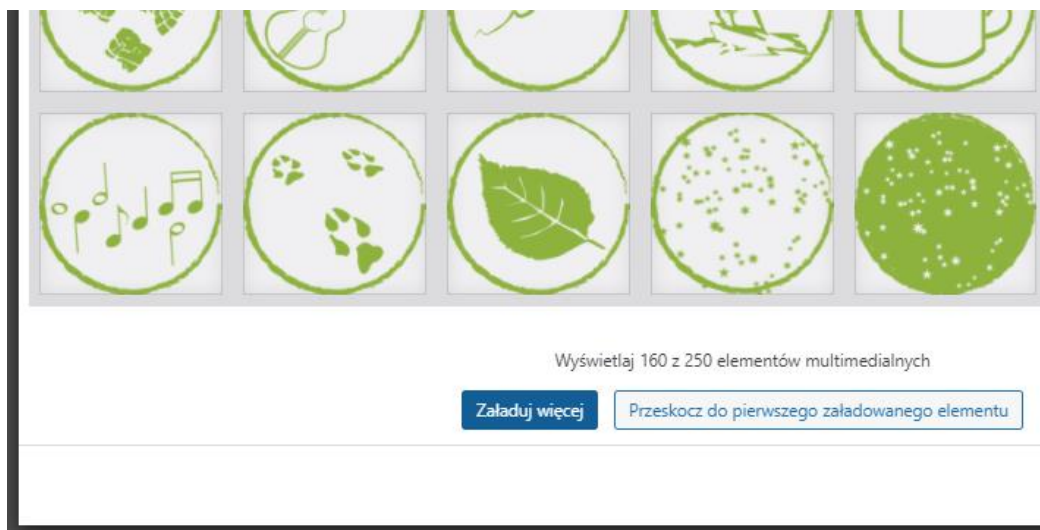 Wyświetlaj 160 z 250 elementów multimedialnych
Załaduj więcej
Przeskocz do pierwszego załadowanego elementu